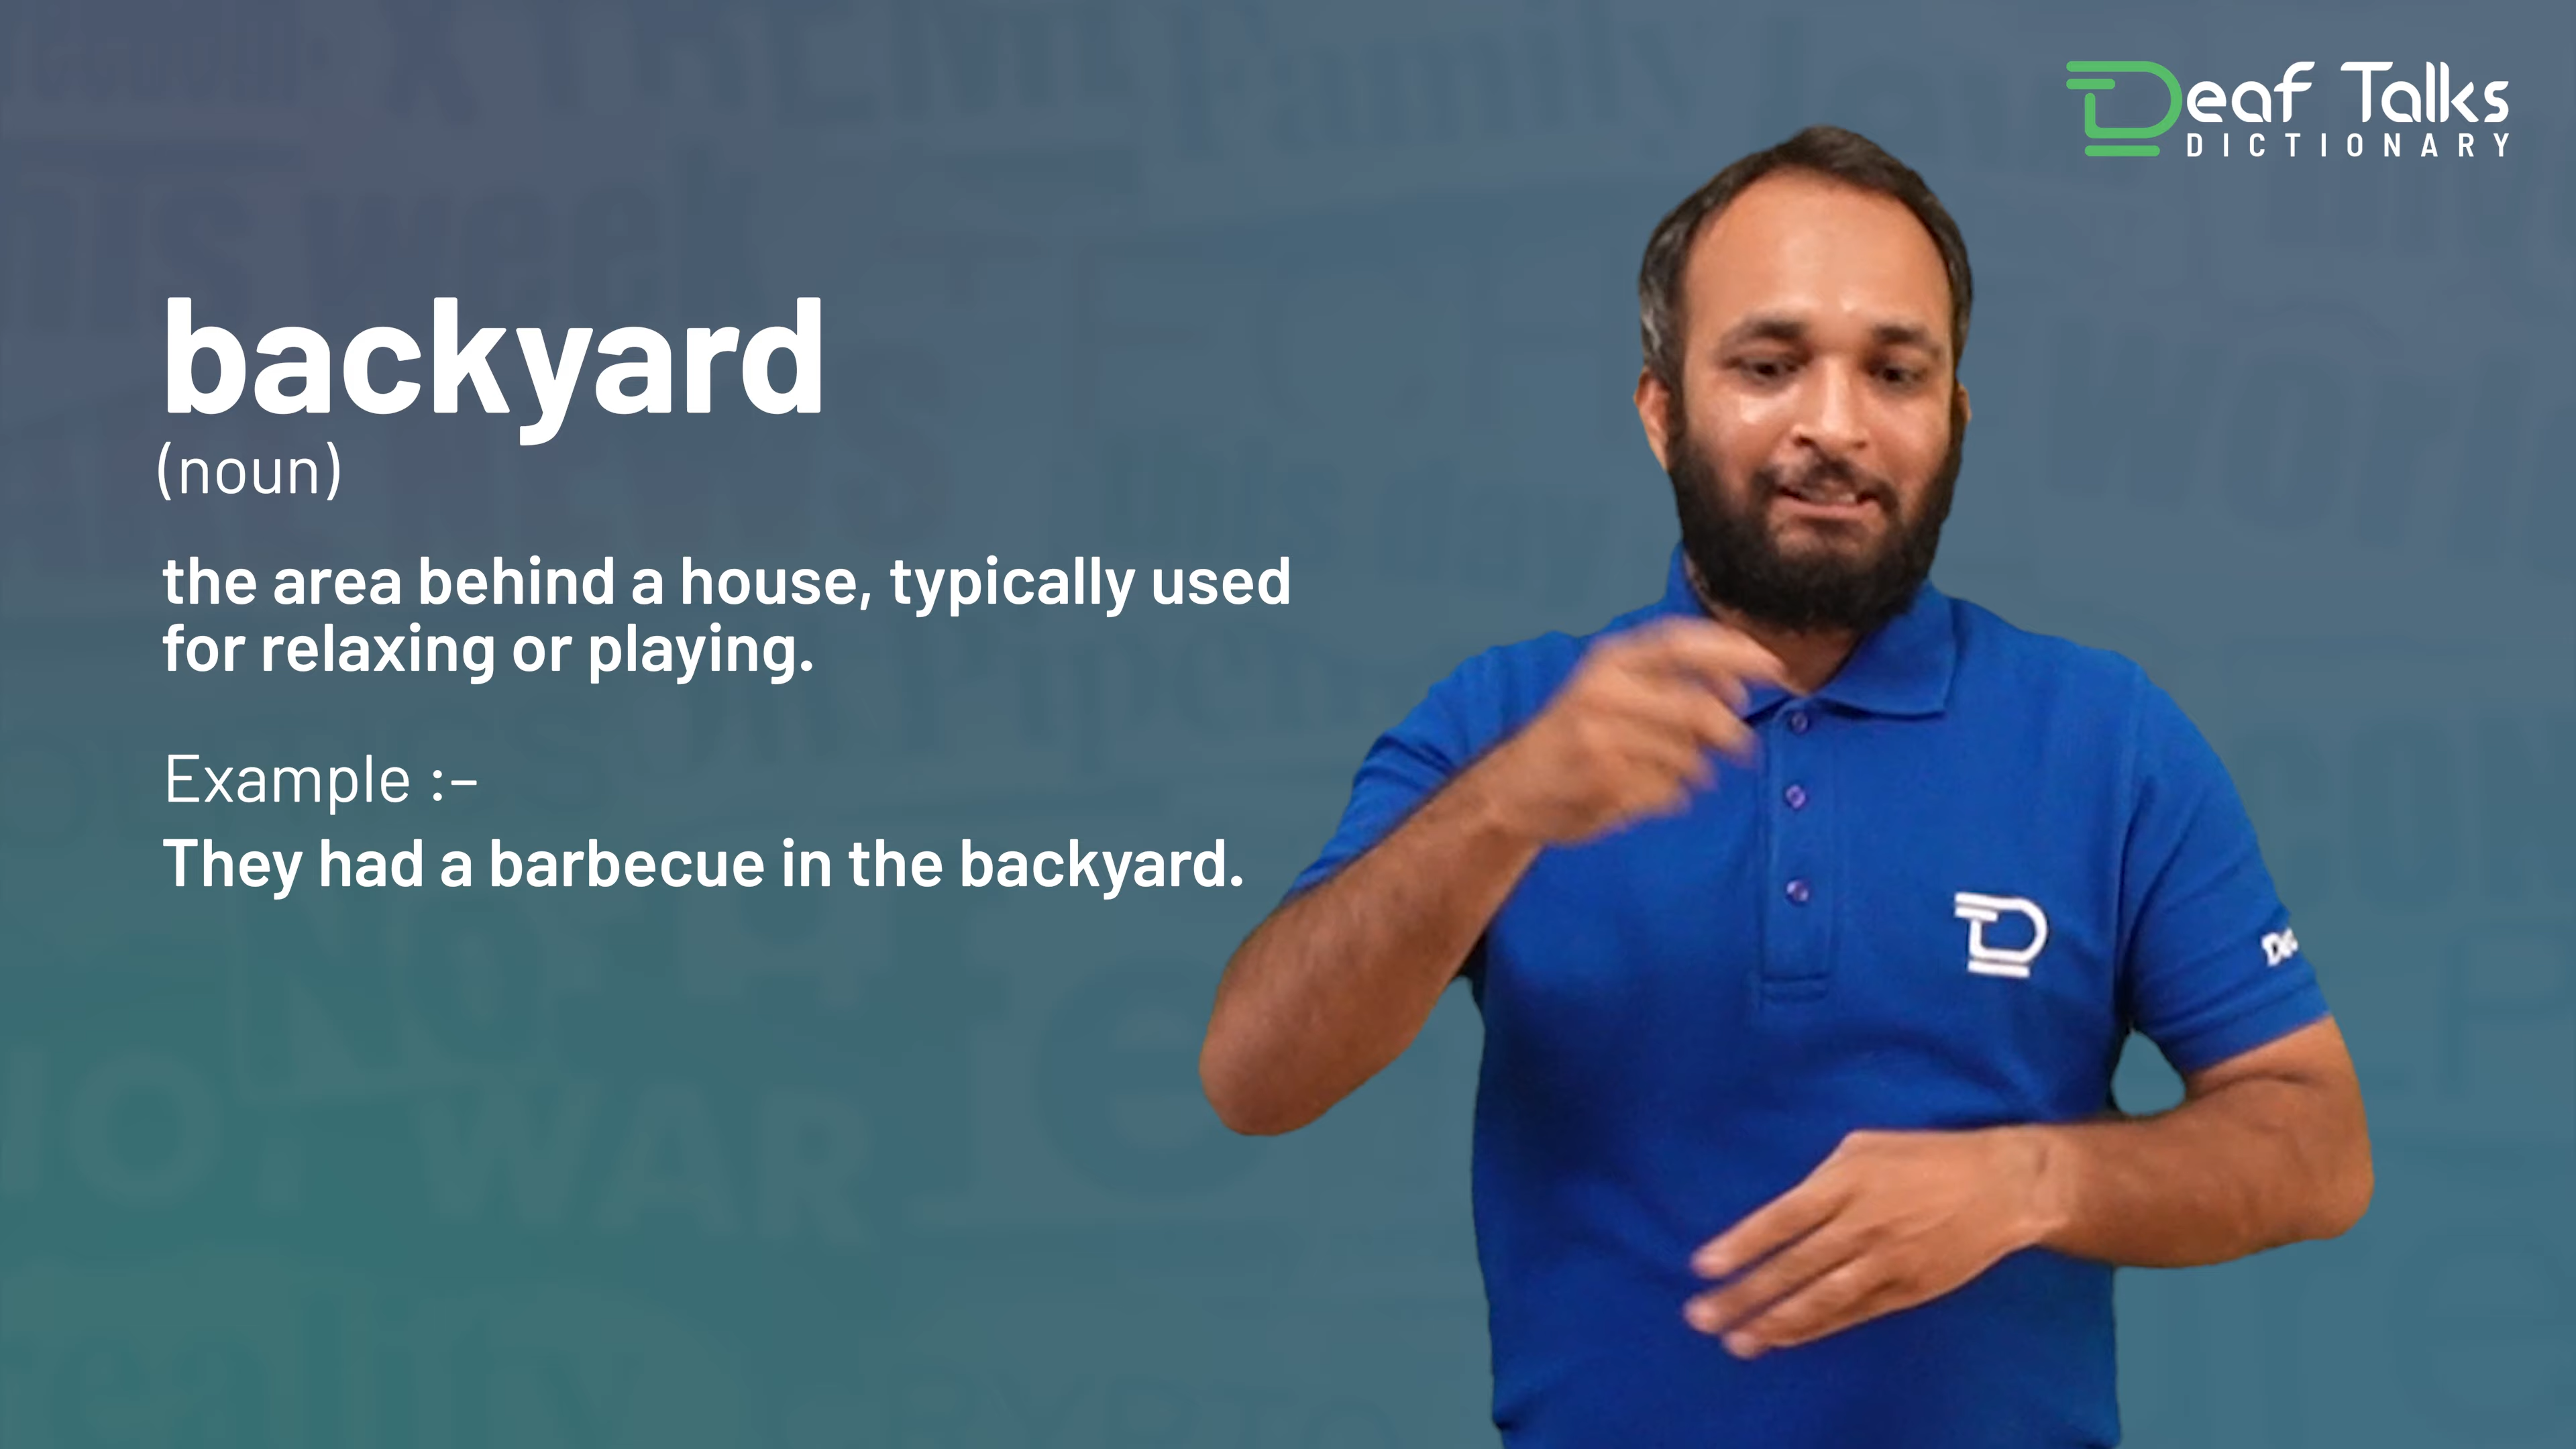 Deaf Talks
DICTIONARY
backyard
(noun)
the area behind a house, typically used
for relaxing or playing.
Example :–
They had a barbecue in the backyard.